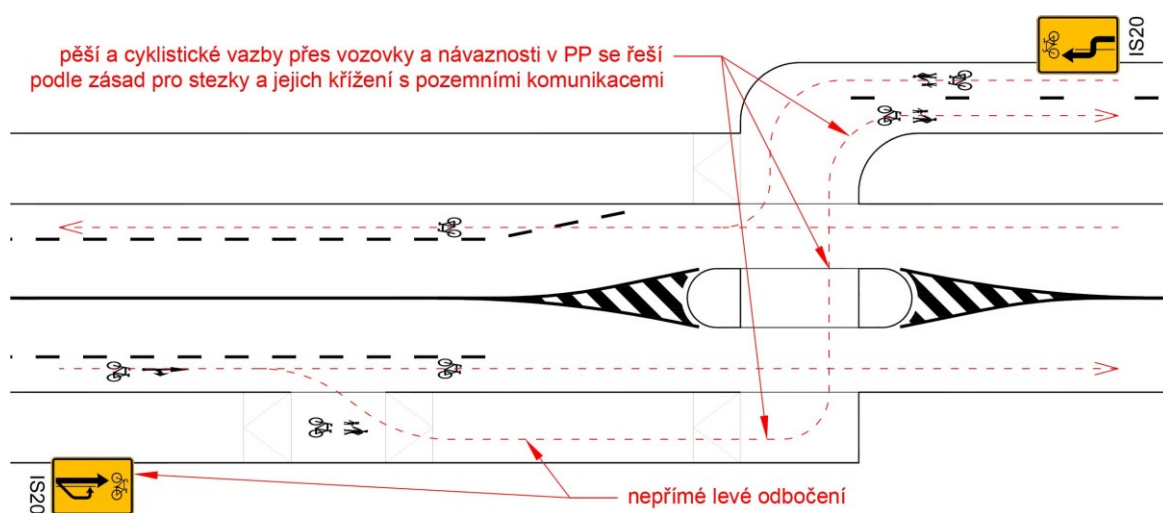 pěší a cyklistické vazby přes vozovky a návaznosti v PP se řeší
podle zásad pro stezky a jejich křížení s pozemními komunikacemi
IS20
IS20
nepřímé levé odbočení